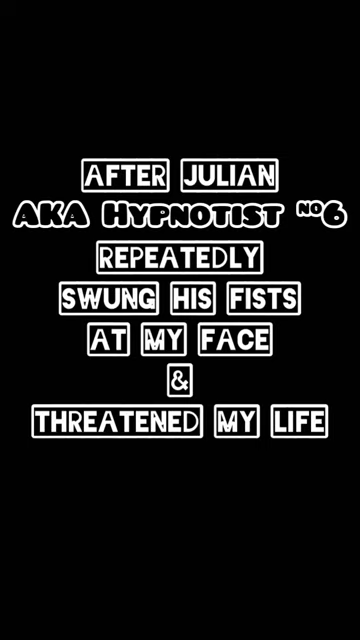 AFTER JULIAN
AKA HYPNOTIST Nº6
REPEATEDLY
SWUNG HIS FISTS
AT MY FACE
&
THREATENED MY LIFE